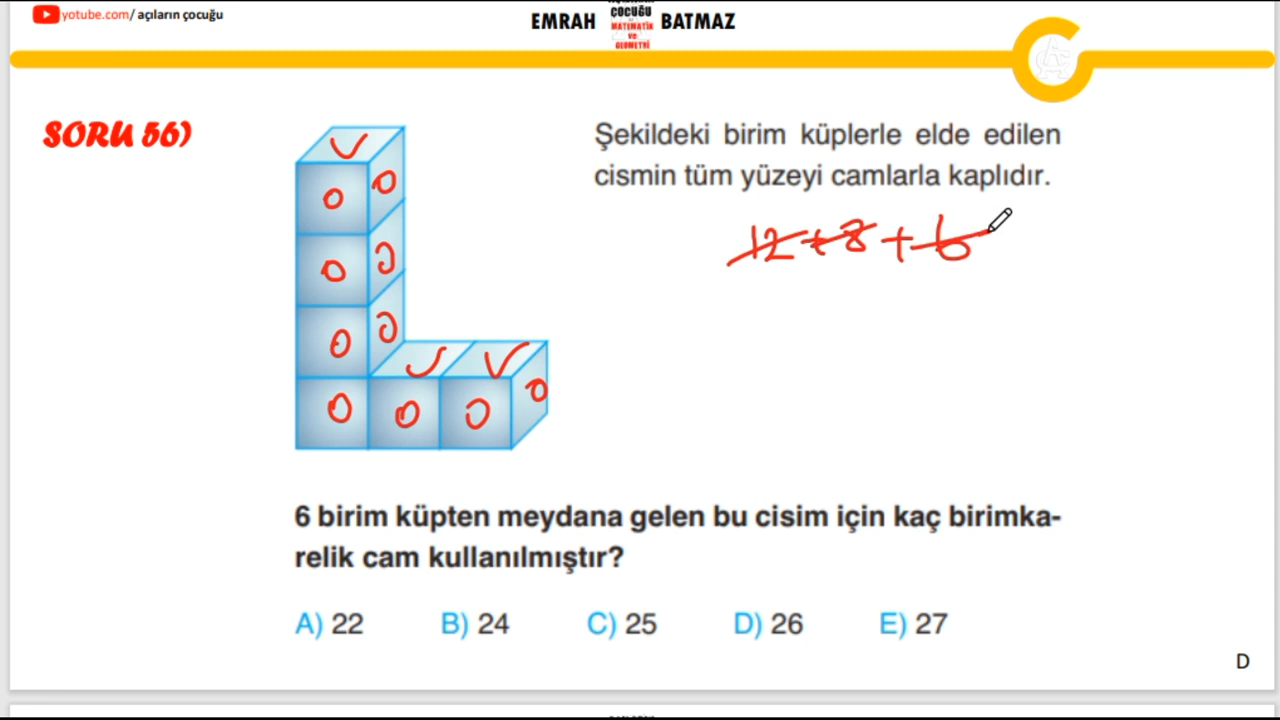 yotube.com/ açıların çocuğu
EMRAH
ÇOCUĞU
MATEMATİK
ve
GEOMETRİ
BATMAZ
SORU 56)
Şekildeki birim küplerle elde edilen
cismin tüm yüzeyi camlarla kaplıdır.
12+8+6
6 birim küpten meydana gelen bu cisim için kaç birimka-
relik cam kullanılmıştır?
A) 22 B) 24 C) 25 D) 26 E) 27
D